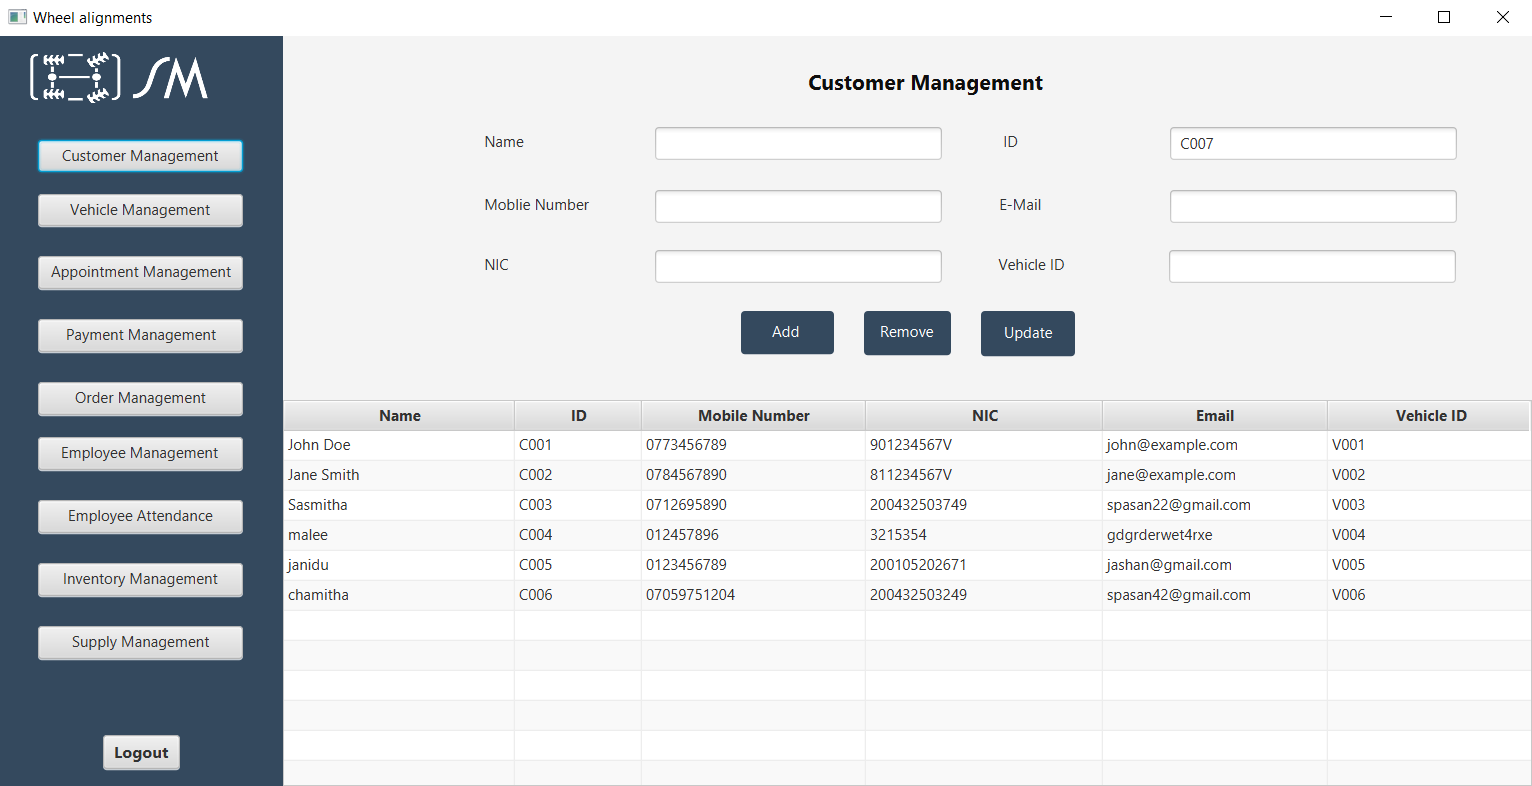 Wheel alignments
SM
Customer Management
Vehicle Management
Appointment Management
Payment Management
Order Management
Employee Management
Employee Attendance
Inventory Management
Supply Management
Logout
Customer Management
Name ID C007
Moblie Number E-Mail
NIC Vehicle ID
Add Remove Update
Name ID Mobile Number NIC Email Vehicle ID
John Doe C001 0773456789 901234567V john@example.com V001
Jane Smith C002 0784567890 811234567V jane@example.com V002
Sasmitha C003 0712695890 200432503749 spasan22@gmail.com V003
malee C004 012457896 3215354 gdgrderwet4rxe V004
janidu C005 0123456789 200105202671 jashan@gmail.com V005
chamitha C006 07059751204 200432503249 spasan42@gmail.com V006